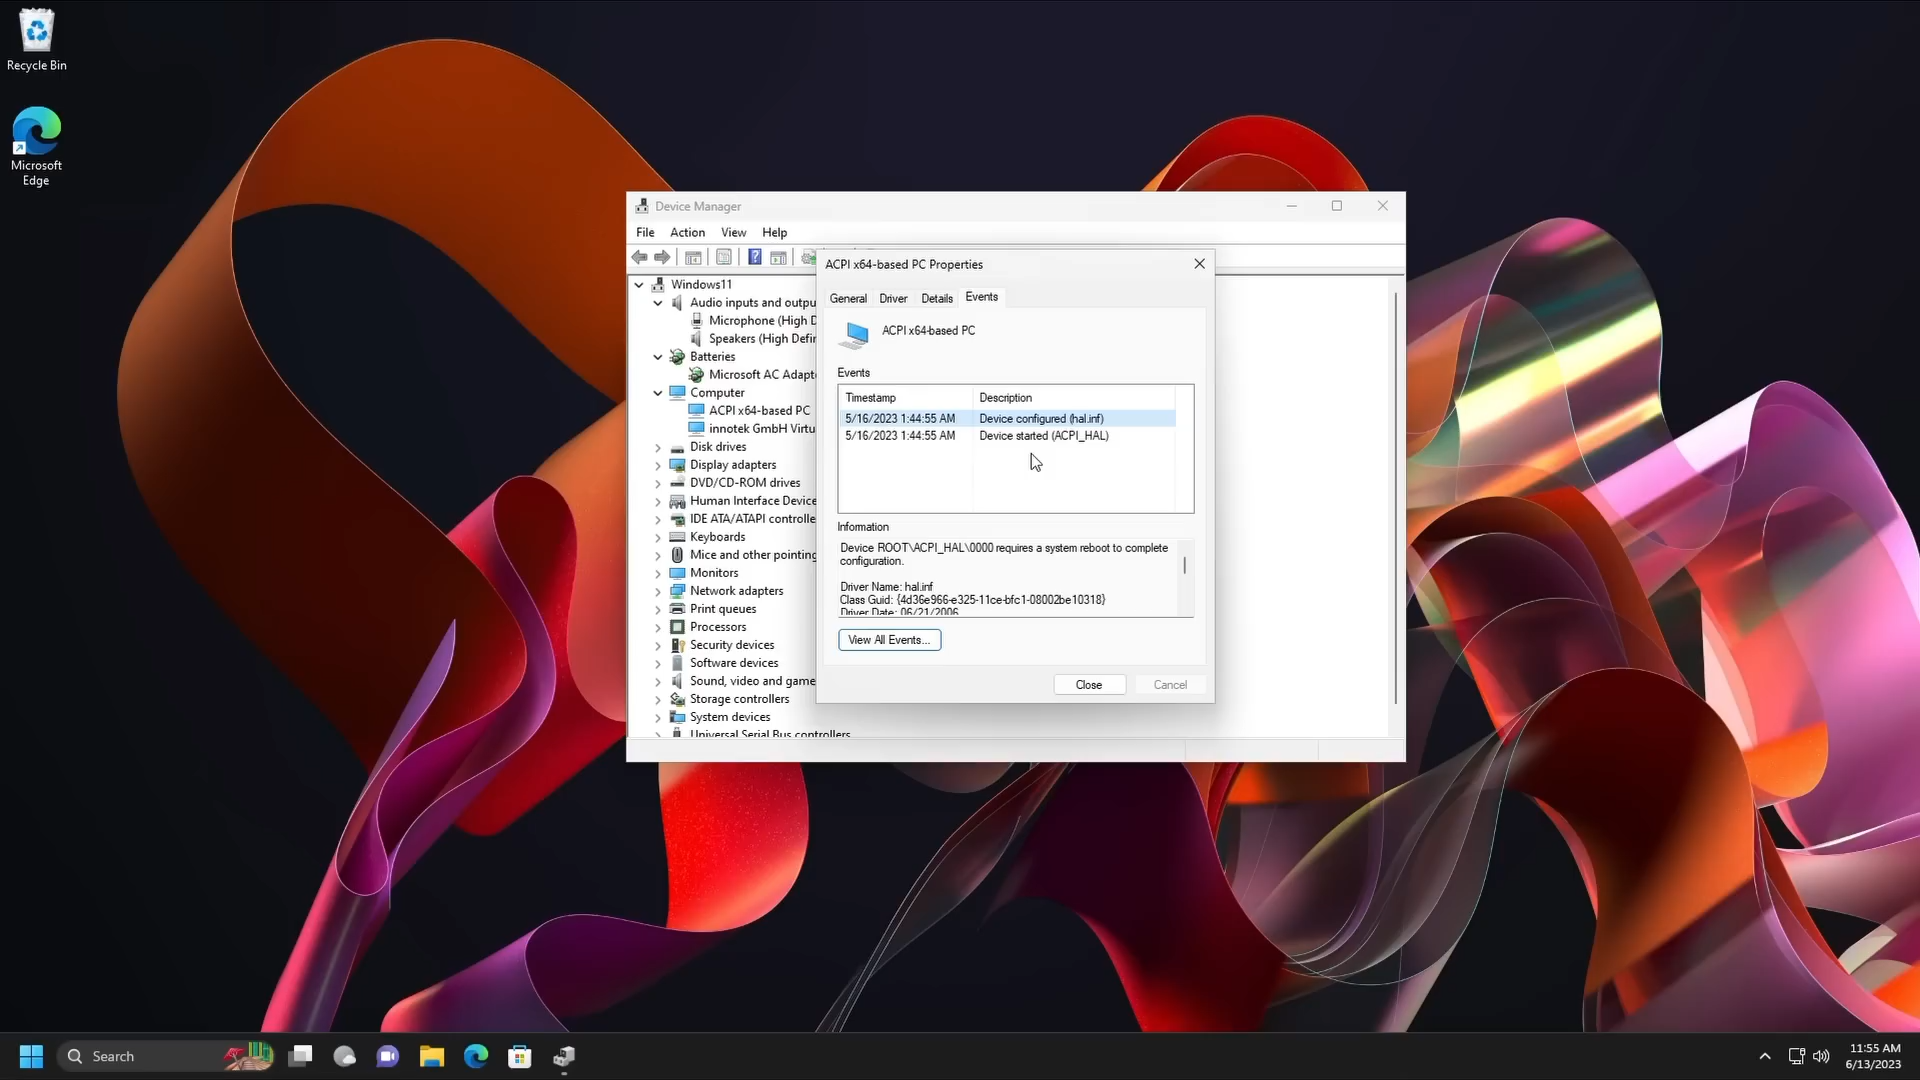 Recycle Bin
Microsoft
Edge
Device Manager
File Action View Help
Windows11
Audio inputs and outpu
Microphone (High D
Speakers (High Defir
Batteries
Microsoft AC Adapte
Computer
ACPI x64-based PC
innotek GmbH Virtu
Disk drives
Display adapters
DVD/CD-ROM drives
Human Interface Device
IDE ATA/ATAPI controlle
Keyboards
Mice and other pointing
Monitors
Network adapters
Print queues
Processors
Security devices
Software devices
Sound, video and game
Storage controllers
System devices
Universal Serial Bus controllers
ACPI x64-based PC Properties
General Driver Details Events
ACPI x64-based PC
Events
Timestamp Description
5/16/2023 1:44:55 AM Device configured (hal.inf)
5/16/2023 1:44:55 AM Device started (ACPI_HAL)
Information
Device ROOT\ACPI_HAL\0000 requires a system reboot to complete
configuration.
Driver Name: hal.inf
Class Guid: {4d36e966-e325-11ce-bfc1-08002be10318}
Driver Date: 06/21/2006
View All Events...
Close Cancel
Search
11:55 AM
6/13/2023